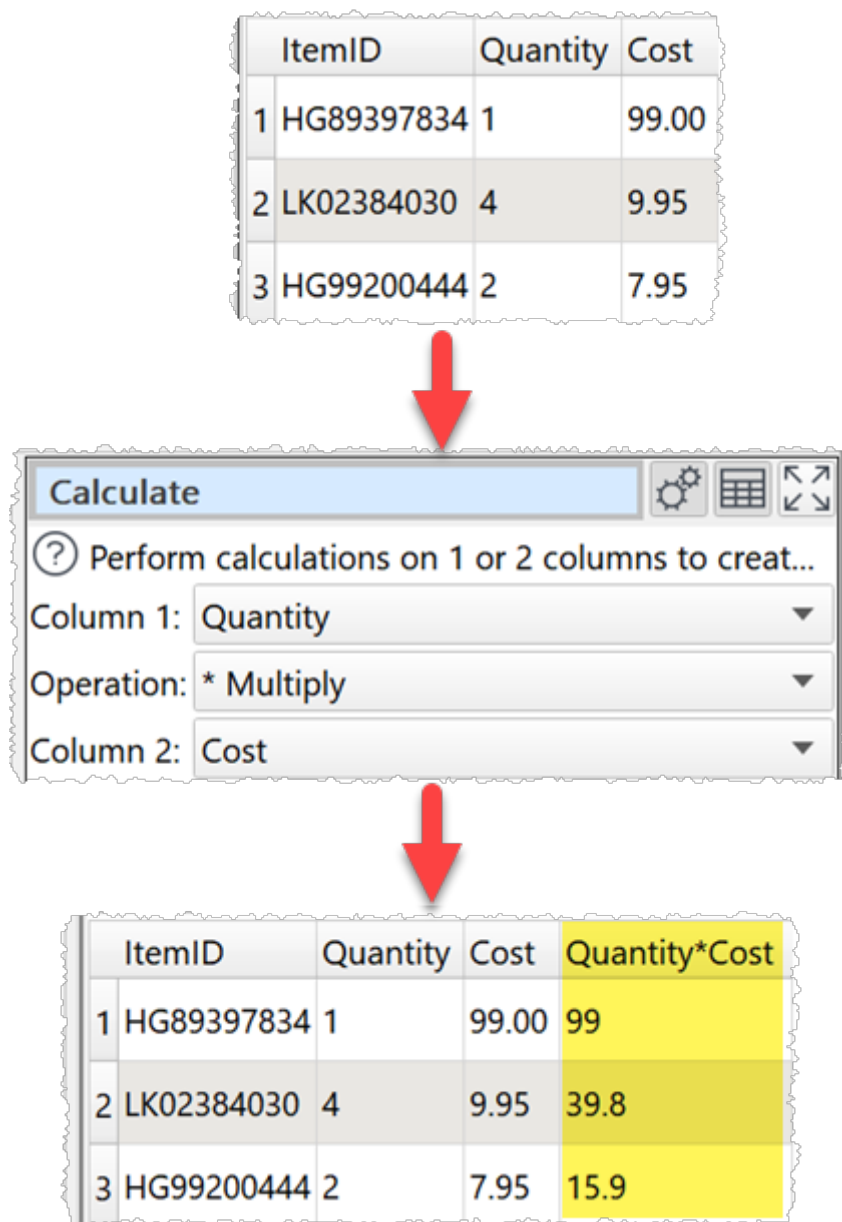 ItemID Quantity Cost
1 HG89397834 1 99.00
2 LK02384030 4 9.95
3 HG99200444 2 7.95
Calculate
? Perform calculations on 1 or 2 columns to creat...
Column 1: Quantity
Operation: * Multiply
Column 2: Cost
ItemID Quantity Cost Quantity*Cost
1 HG89397834 1 99.00 99
2 LK02384030 4 9.95 39.8
3 HG99200444 2 7.95 15.9